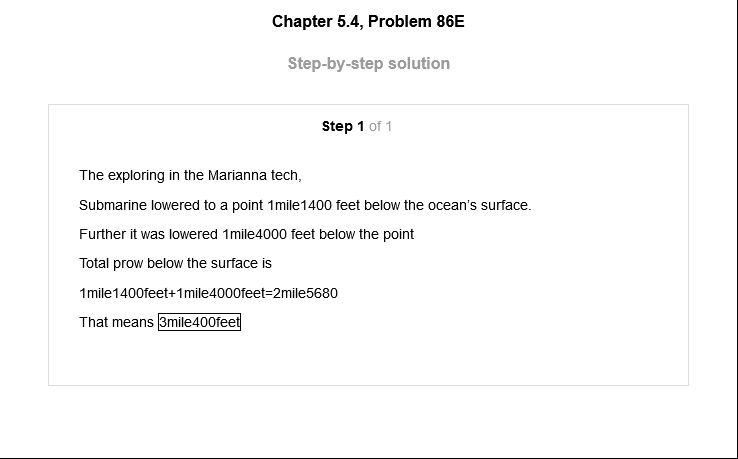 Chapter 5.4, Problem 86E
Step-by-step solution
Step 1 of 1
The exploring in the Marianna tech,
Submarine lowered to a point 1mile1400 feet below the ocean's surface.
Further it was lowered 1mile4000 feet below the point
Total prow below the surface is
1mile1400feet+1mile4000feet=2mile5680
That means 3mile400feet